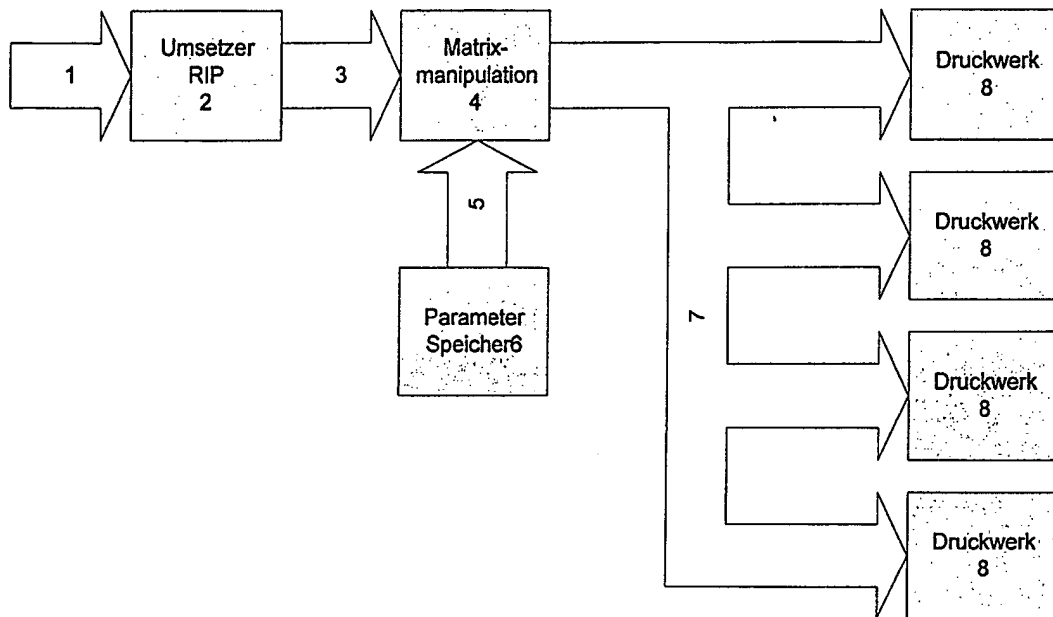 1
Umsetzer
RIP
2
3
Matrix-
manipulation
4
5
Parameter
Speicher6
7
Druckwerk
8
Druckwerk
8
Druckwerk
8
Druckwerk
8